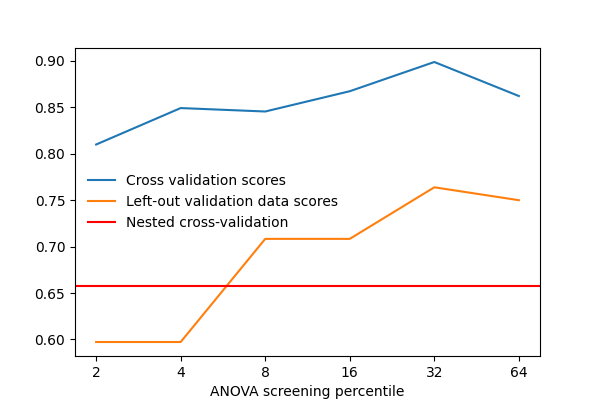 0.90
0.85
0.80
0.75
0.70
0.65
0.60
Cross validation scores
Left-out validation data scores
Nested cross-validation
2 4 8 16 32 64
ANOVA screening percentile